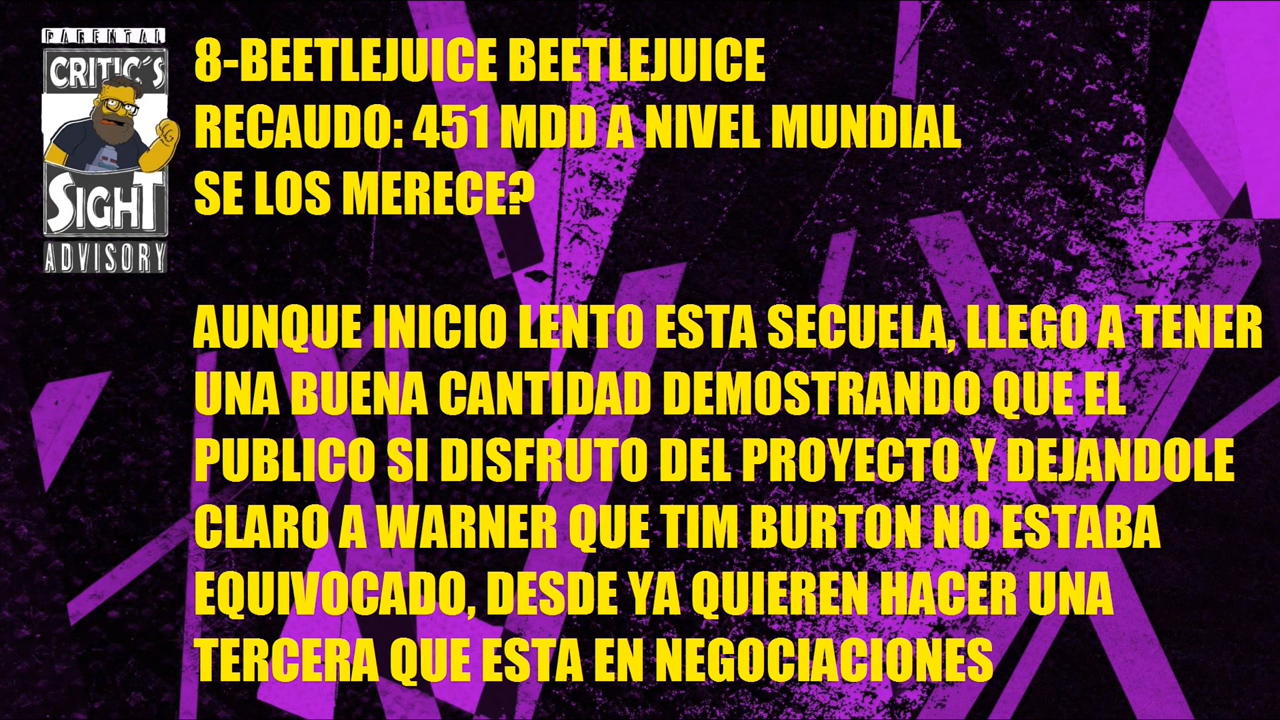 PARENTAL
CRITIC´S
SIGHT
ADVISORY
8-BEETLEJUICE BEETLEJUICE
RECAUDO: 451 MDD A NIVEL MUNDIAL
SE LOS MERECE?
AUNQUE INICIO LENTO ESTA SECUELA, LLEGO A TENER
UNA BUENA CANTIDAD DEMOSTRANDO QUE EL
PUBLICO SI DISFRUTO DEL PROYECTO Y DEJANDOLE
CLARO A WARNER QUE TIM BURTON NO ESTABA
EQUIVOCADO, DESDE YA QUIEREN HACER UNA
TERCERA QUE ESTA EN NEGOCIACIONES